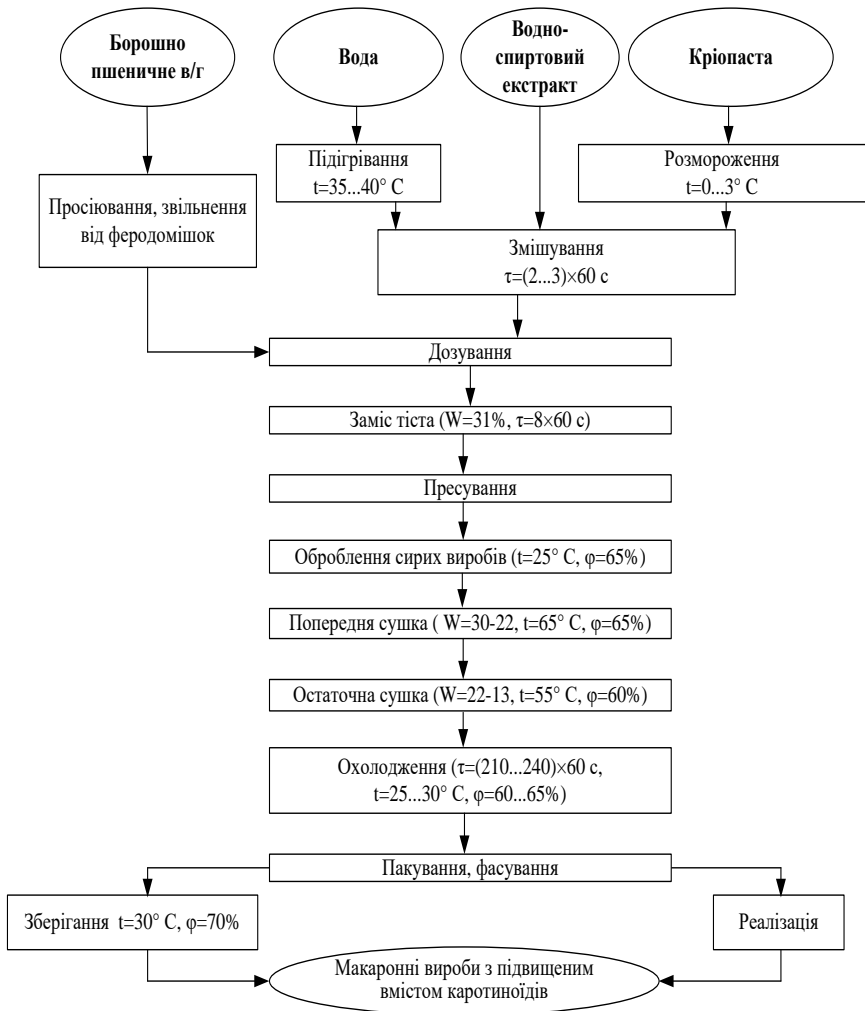 Борошно
пшеничне в/г
Вода
Водно-
спиртовий
екстракт
Кріопаста
Підігрівання
t=35...40° C
Розмороження
t=0...3° C
Просіювання, звільнення
від феродомішок
Змішування
τ=(2...3)×60 с
Дозування
Заміс тіста (W=31%, τ=8×60 с)
Пресування
Оброблення сирих виробів (t=25° C, φ=65%)
Попередня сушка ( W=30-22, t=65° C, φ=65%)
Остаточна сушка (W=22-13, t=55° C, φ=60%)
Охолодження (τ=(210...240)×60 с,
t=25...30° C, φ=60...65%)
Пакування, фасування
Зберігання t=30° C, φ=70%
Реалізація
Макаронні вироби з підвищеним
вмістом каротиноїдів